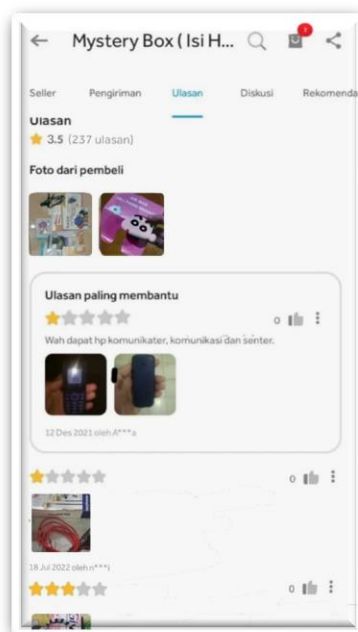 Mystery Box ( Isi H...
Seller Pengiriman Ulasan Diskusi Rekomenda
Ulasan
3.5 (237 ulasan)
Foto dari pembeli
Ulasan paling membantu
0
Wah dapat hp komunikater, komunikasi dan senter.
12 Des 2021 oleh A***a
0
18 Jul 2022 oleh n***i
0